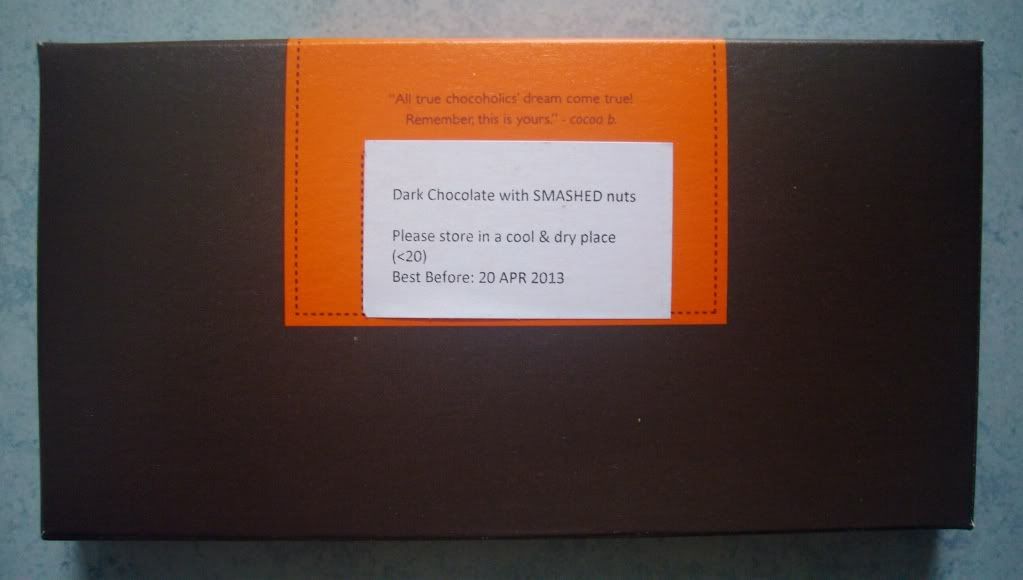 "All true chocoholics' dream come true!
Remember, this is yours." - cocoa b.
Dark Chocolate with SMASHED nuts
Please store in a cool & dry place
(<20)
Best Before: 20 APR 2013